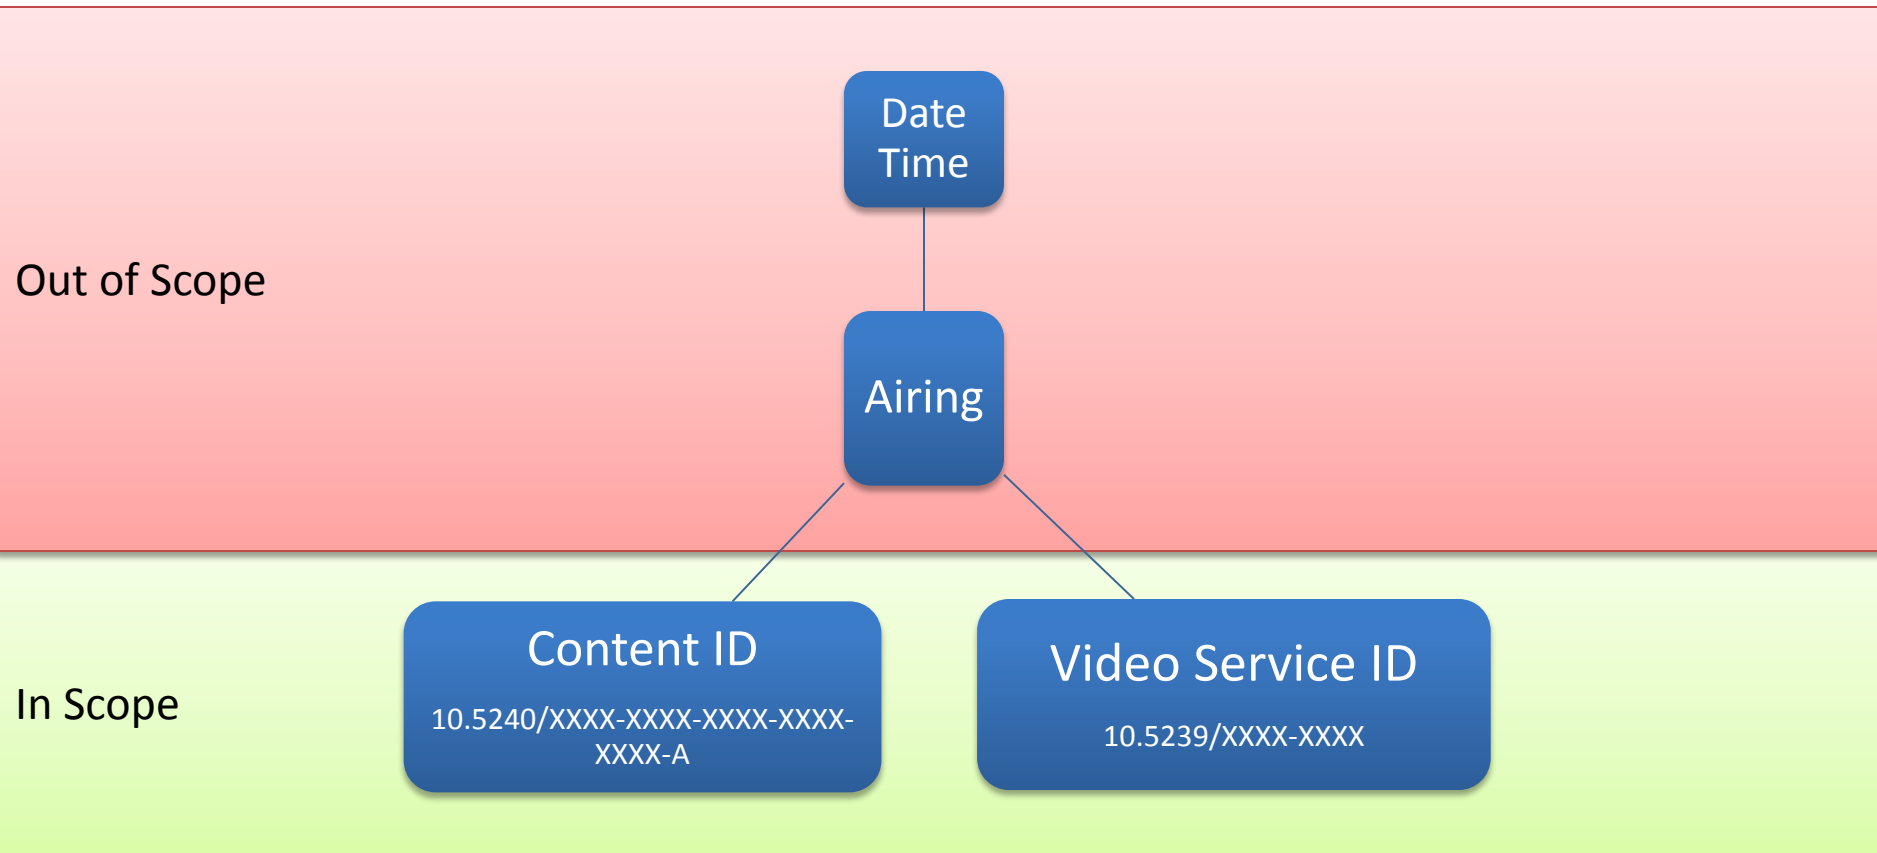 Date
Time
Out of Scope
Airing
Content ID
10.5240/XXXX-XXXX-XXXX-XXXX-
XXXX-A
Video Service ID
10.5239/XXXX-XXXX
In Scope